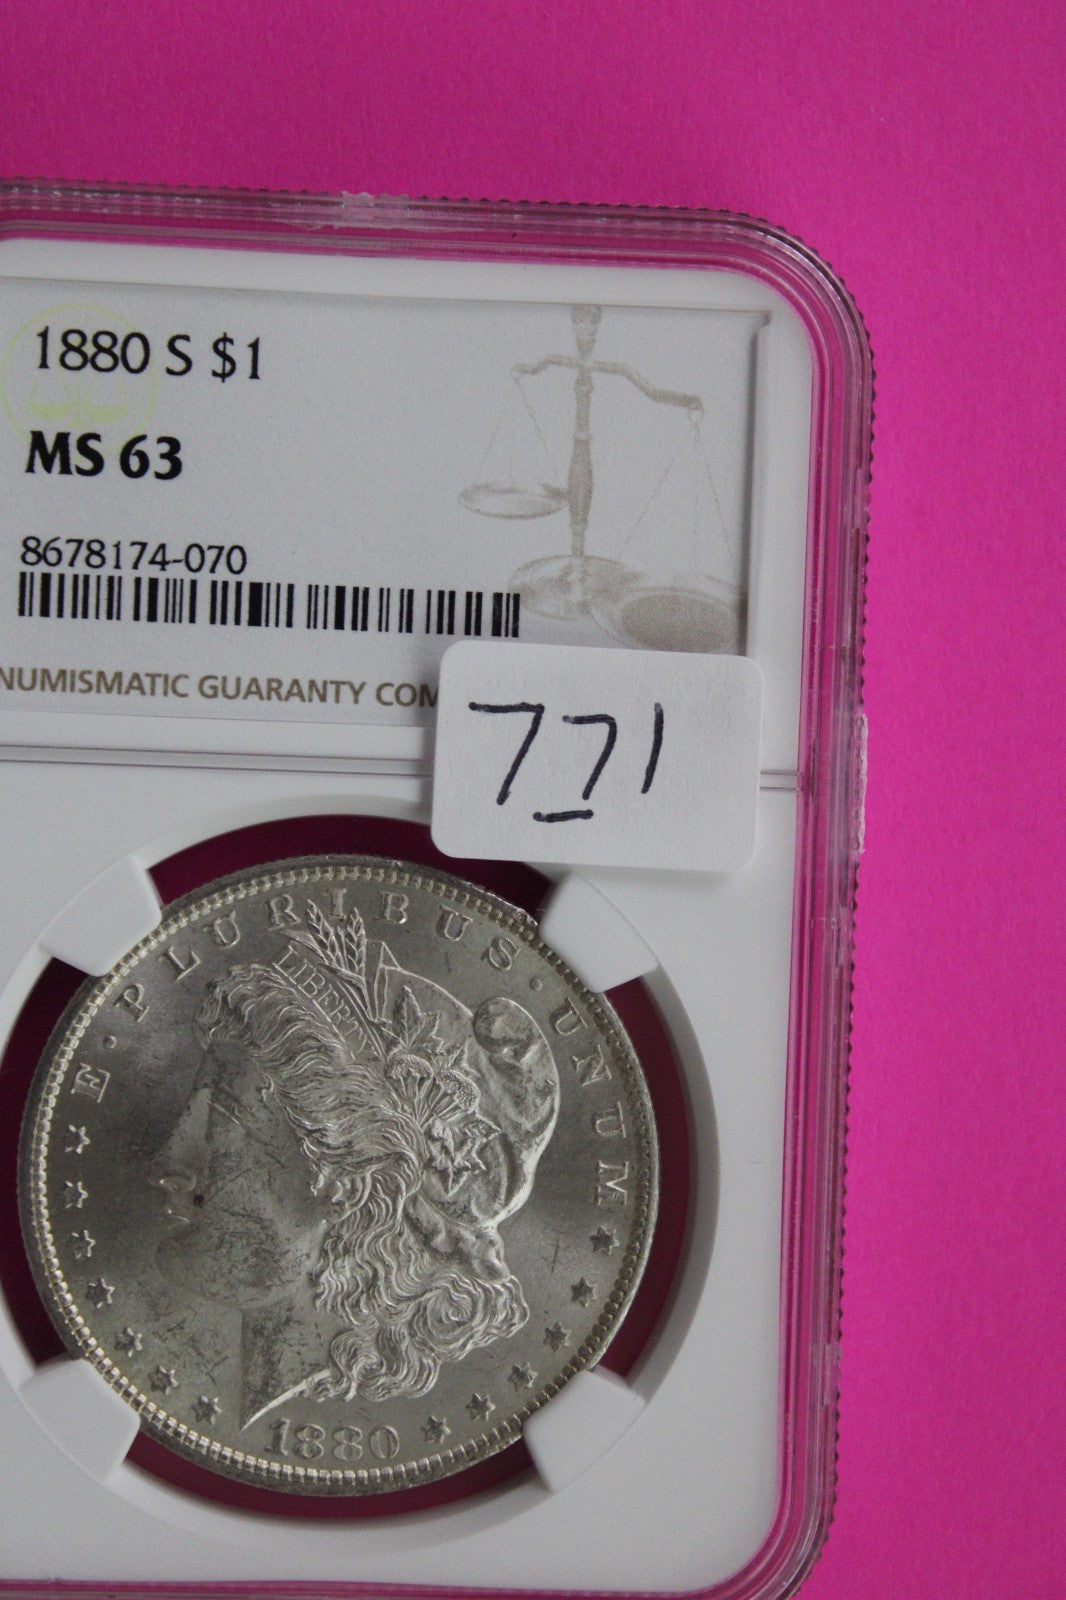 1880 S $1
MS 63
8678174-070
NUMISMATIC GUARANTY COM
771
E · PLURIBUS · UNUM
LIBERTY
1880